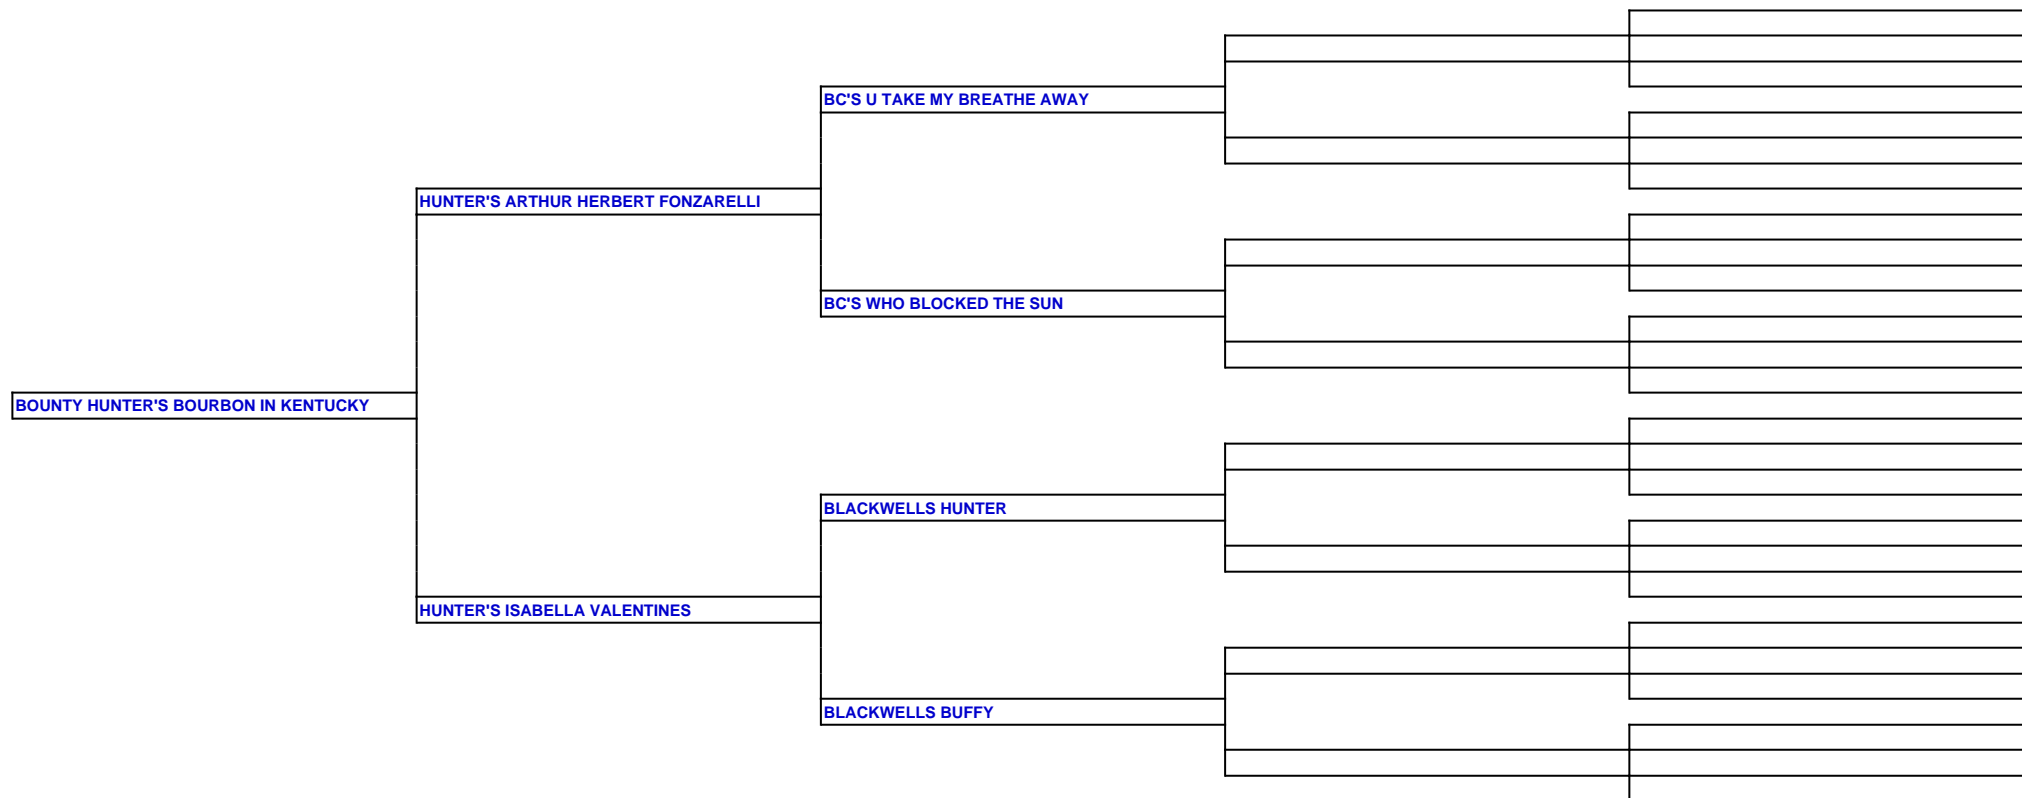 BC'S U TAKE MY BREATHE AWAY
HUNTER'S ARTHUR HERBERT FONZARELLI
BC'S WHO BLOCKED THE SUN
BOUNTY HUNTER'S BOURBON IN KENTUCKY
BLACKWELLS HUNTER
HUNTER'S ISABELLA VALENTINES
BLACKWELLS BUFFY